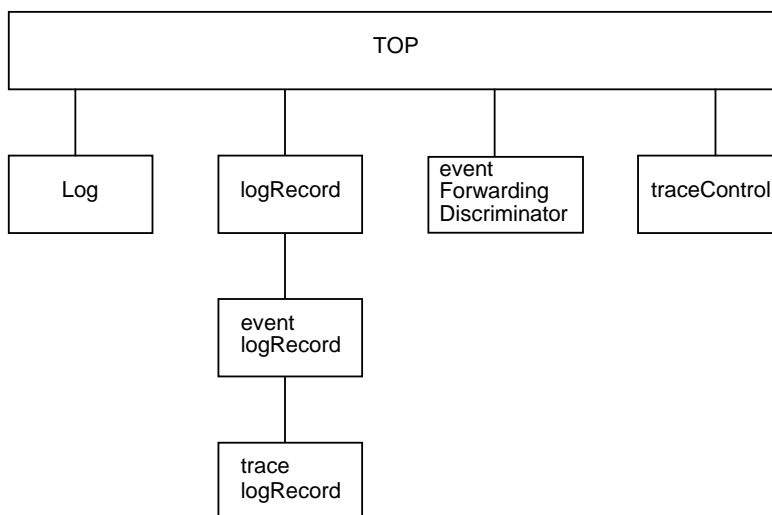 TOP
Log
logRecord
event
Forwarding
Discriminator
traceControl
event
logRecord
trace
logRecord